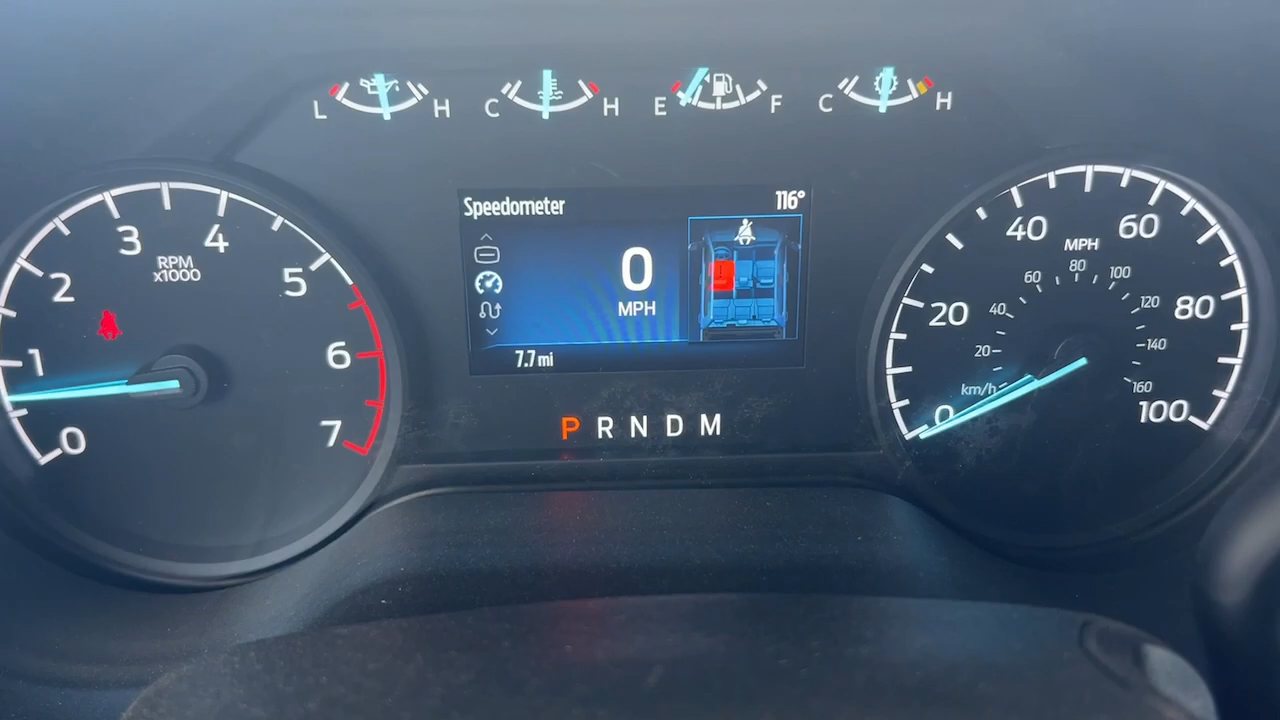 L H C H E F C H
Speedometer 116°
0
MPH
7.7 mi
P R N D M
0 1 2 3 4 5 6 7
RPM
x1000
0 20 40 60 80 100
MPH
20 40 60 80 100 120 140 160
km/h